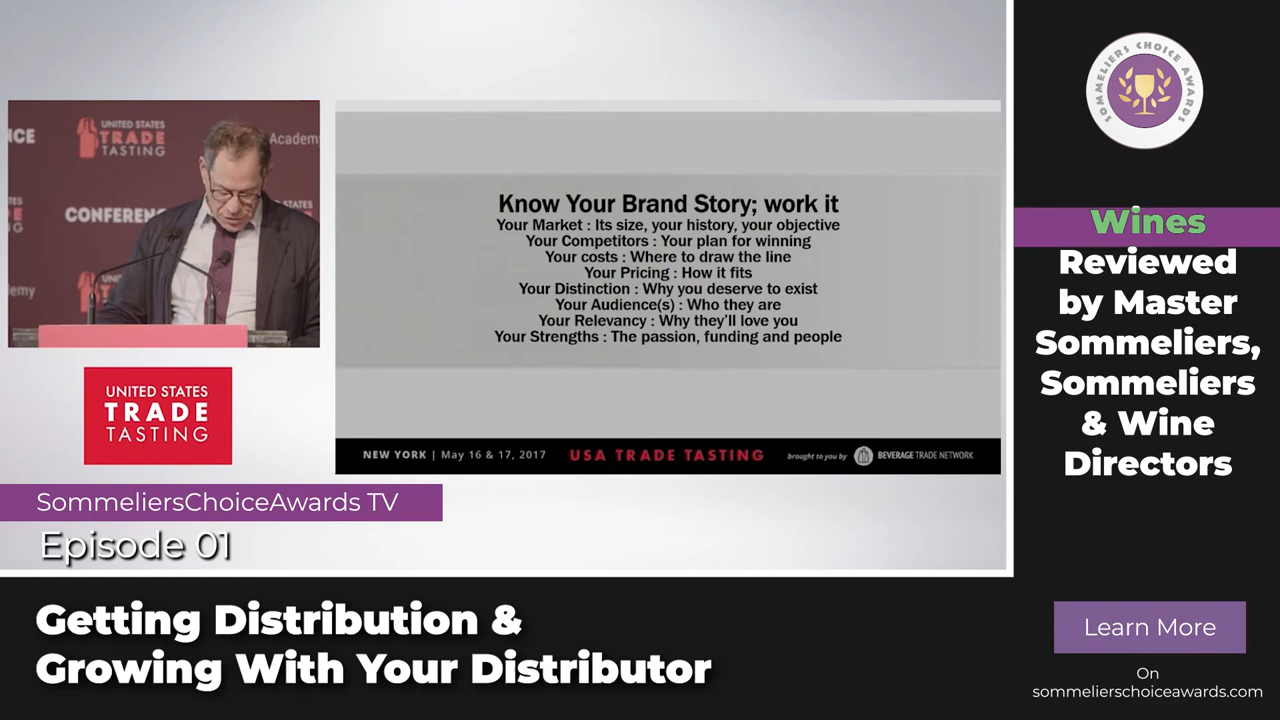 NCE
UNITED STATES
TRADE
TASTING
Academy
CONFERENC
UNITED STATES
TRADE
TASTING
Know Your Brand Story; work it
Your Market : Its size, your history, your objective
Your Competitors : Your plan for winning
Your costs : Where to draw the line
Your Pricing : How it fits
Your Distinction : Why you deserve to exist
Your Audience(s) : Who they are
Your Relevancy : Why they'll love you
Your Strengths : The passion, funding and people
NEW YORK | May 16 & 17, 2017 USA TRADE TASTING brought to you by BEVERAGE TRADE NETWORK
SommeliersChoiceAwards TV
Episode 01
Getting Distribution &
Growing With Your Distributor
SOMMELIERS CHOICE AWARDS
Wines
Reviewed
by Master
Sommeliers,
Sommeliers
& Wine
Directors
Learn More
On
sommelierschoiceawards.com